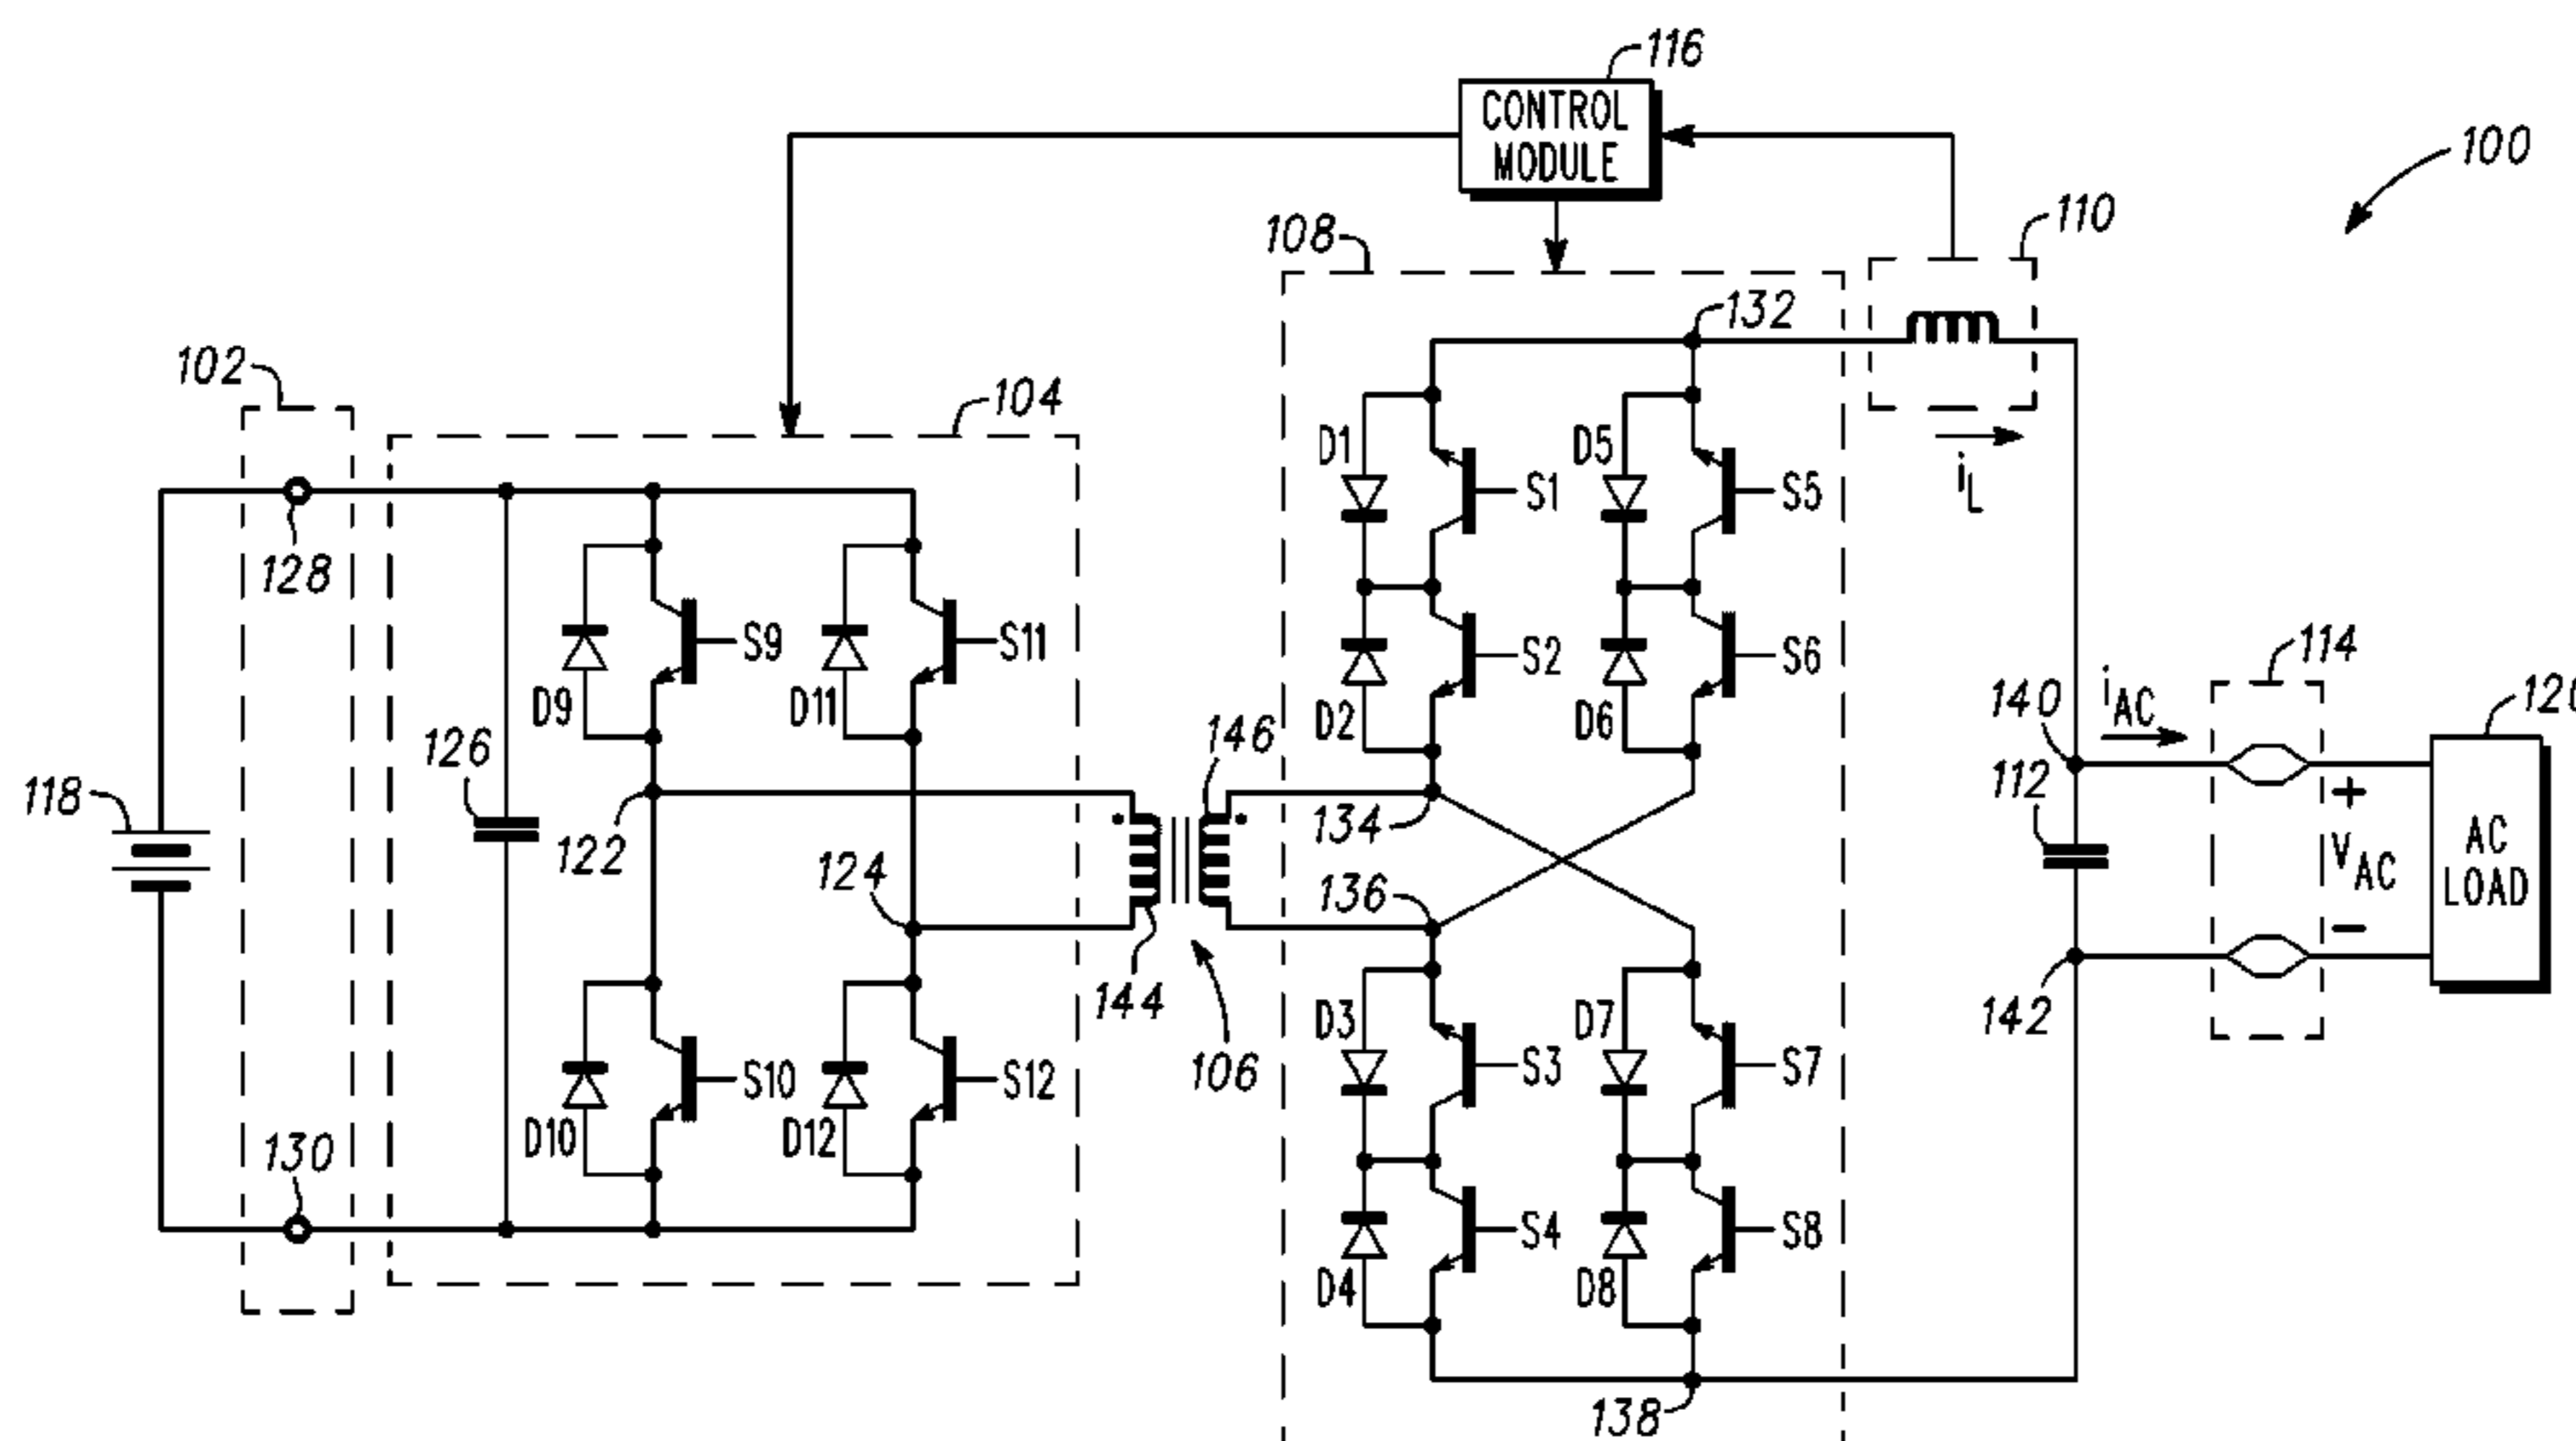 116
CONTROL
MODULE
100
110
108
132
102
104
D1
S1
D5
S5
iL
128
S9
S11
S2
S6
D9
D11
D2
D6
114
140
iAC
126
146
118
122
134
112
+
VAC
AC
LOAD
124
136
−
144
D3
S3
D7
S7
142
106
S10
S12
D10
D12
130
S4
S8
D4
D8
138